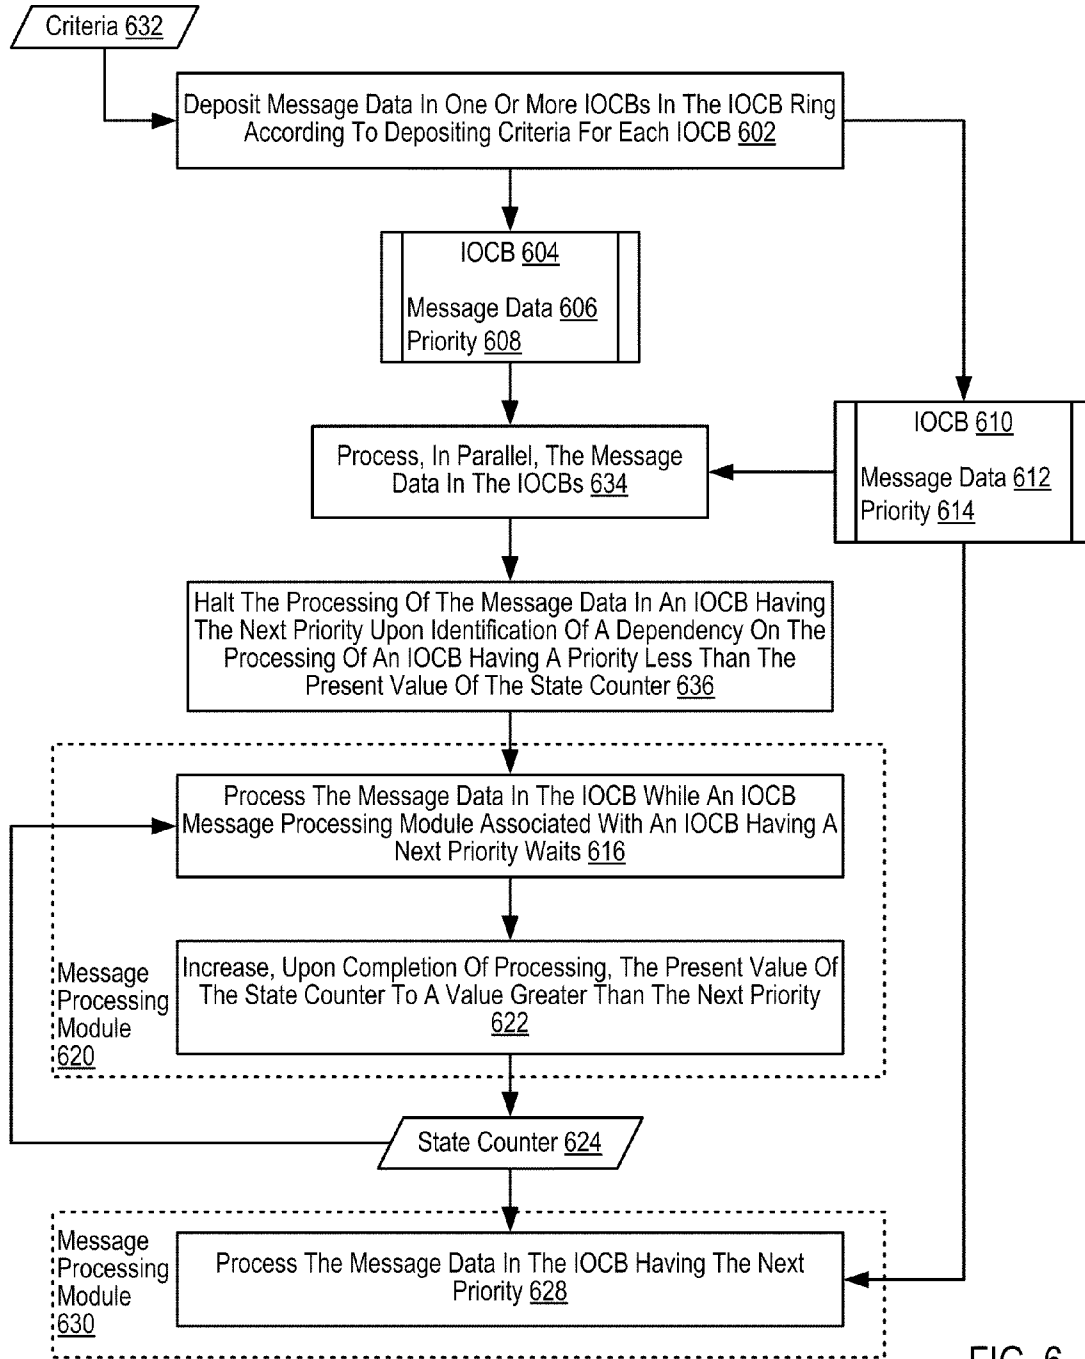 Criteria 632
Deposit Message Data In One Or More IOCBs In The IOCB Ring
According To Depositing Criteria For Each IOCB 602
IOCB 604
Message Data 606
Priority 608
IOCB 610
Message Data 612
Priority 614
Process, In Parallel, The Message
Data In The IOCBs 634
Halt The Processing Of The Message Data In An IOCB Having
The Next Priority Upon Identification Of A Dependency On The
Processing Of An IOCB Having A Priority Less Than The
Present Value Of The State Counter 636
Process The Message Data In The IOCB While An IOCB
Message Processing Module Associated With An IOCB Having A
Next Priority Waits 616
Increase, Upon Completion Of Processing, The Present Value Of
The State Counter To A Value Greater Than The Next Priority
622
Message
Processing
Module
620
State Counter 624
Message
Processing
Module
630
Process The Message Data In The IOCB Having The Next
Priority 628
FIG. 6